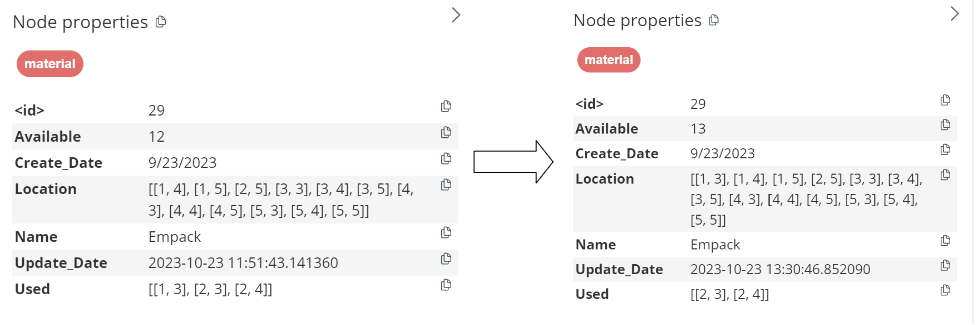 Node properties
material
<id> 29
Available 12
Create_Date 9/23/2023
Location [[1, 4], [1, 5], [2, 5], [3, 3], [3, 4], [3, 5], [4,
3], [4, 4], [4, 5], [5, 3], [5, 4], [5, 5]]
Name Empack
Update_Date 2023-10-23 11:51:43.141360
Used [[1, 3], [2, 3], [2, 4]]
Node properties
material
<id> 29
Available 13
Create_Date 9/23/2023
Location [[1, 3], [1, 4], [1, 5], [2, 5], [3, 3], [3, 4],
[3, 5], [4, 3], [4, 4], [4, 5], [5, 3], [5, 4],
[5, 5]]
Name Empack
Update_Date 2023-10-23 13:30:46.852090
Used [[2, 3], [2, 4]]